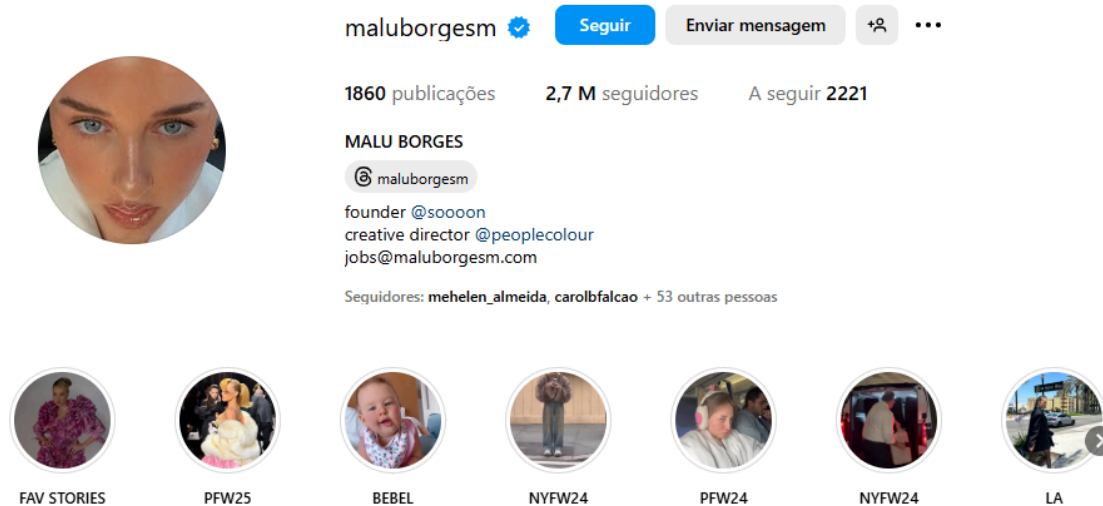 maluborgesm Seguir Enviar mensagem
1860 publicações 2,7 M seguidores A seguir 2221
MALU BORGES
maluborgesm
founder @soooon
creative director @peoplecolour
jobs@maluborgesm.com
Seguidores: mehelen_almeida, carolbfalcao + 53 outras pessoas
FAV STORIES PFW25 BEBEL NYFW24 PFW24 NYFW24 LA